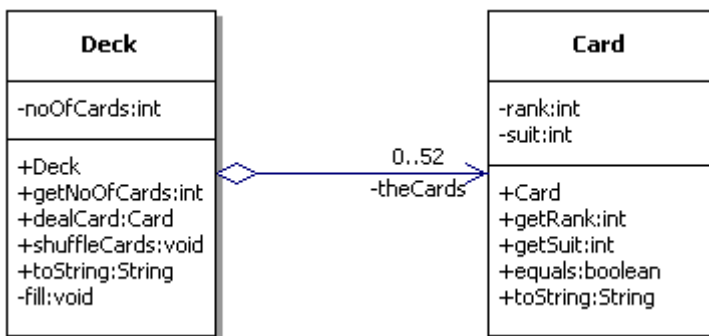 Deck
-noOfCards:int
+Deck
+getNoOfCards:int
+dealCard:Card
+shuffleCards:void
+toString:String
-fill:void
0..52
-theCards
Card
-rank:int
-suit:int
+Card
+getRank:int
+getSuit:int
+equals:boolean
+toString:String